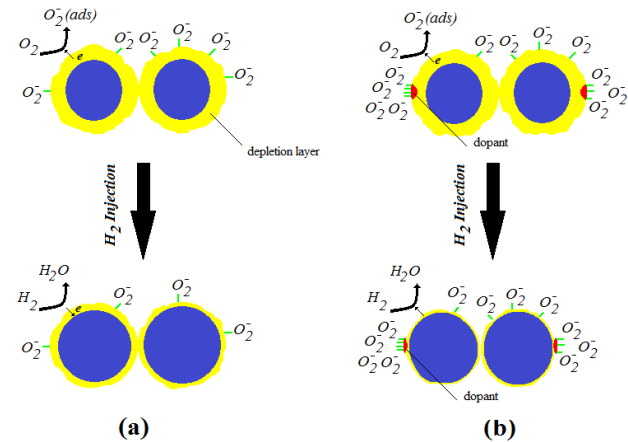 O₂⁻(ads)
O₂
e
O₂⁻
O₂⁻
O₂⁻
O₂⁻
O₂⁻
O₂⁻
depletion layer
H₂ Injection
H₂O
H₂
e
O₂⁻
O₂⁻
O₂⁻
O₂⁻
(a)
O₂⁻(ads)
O₂
e
O₂⁻
O₂⁻
O₂⁻
O₂⁻
O₂⁻
O₂⁻
O₂⁻ O₂⁻
O₂⁻
O₂⁻
O₂⁻
dopant
H₂ Injection
H₂O
H₂
O₂⁻
O₂⁻
O₂⁻
O₂⁻
O₂⁻
O₂⁻
O₂⁻ O₂⁻
O₂⁻
O₂⁻
O₂⁻
dopant
(b)